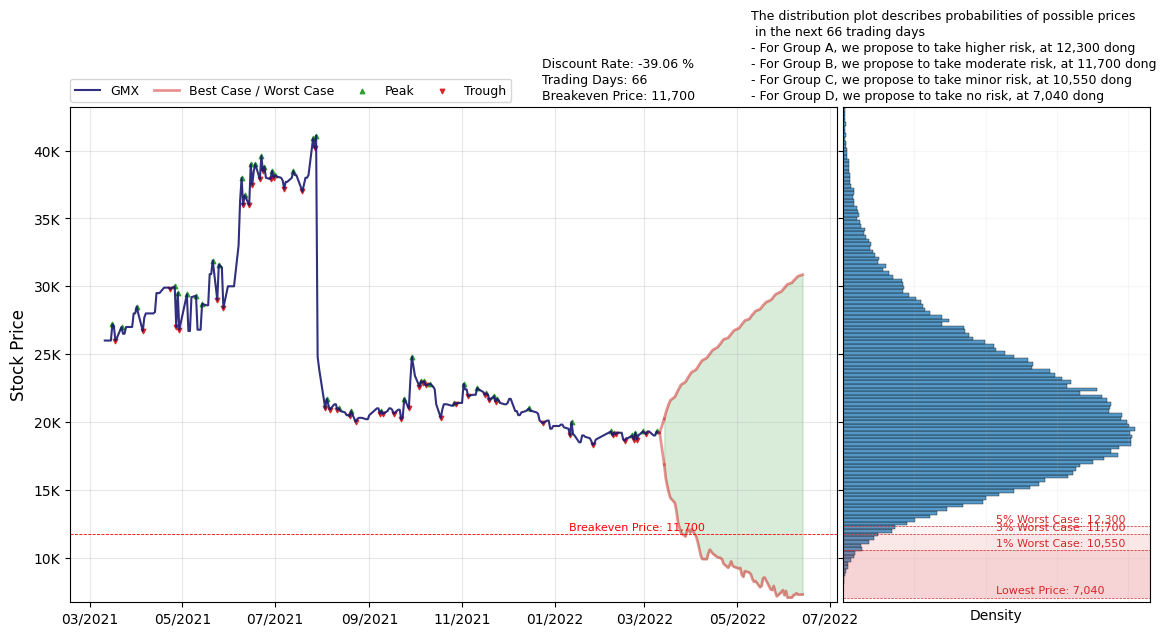 The distribution plot describes probabilities of possible prices
in the next 66 trading days
- For Group A, we propose to take higher risk, at 12,300 dong
- For Group B, we propose to take moderate risk, at 11,700 dong
- For Group C, we propose to take minor risk, at 10,550 dong
- For Group D, we propose to take no risk, at 7,040 dong
Discount Rate: -39.06 %
Trading Days: 66
Breakeven Price: 11,700
GMX
Best Case / Worst Case
Peak
Trough
Stock Price
40K
35K
30K
25K
20K
15K
10K
Breakeven Price: 11,700
5% Worst Case: 12,300
3% Worst Case: 11,700
1% Worst Case: 10,550
Lowest Price: 7,040
03/2021
05/2021
07/2021
09/2021
11/2021
01/2022
03/2022
05/2022
07/2022
Density